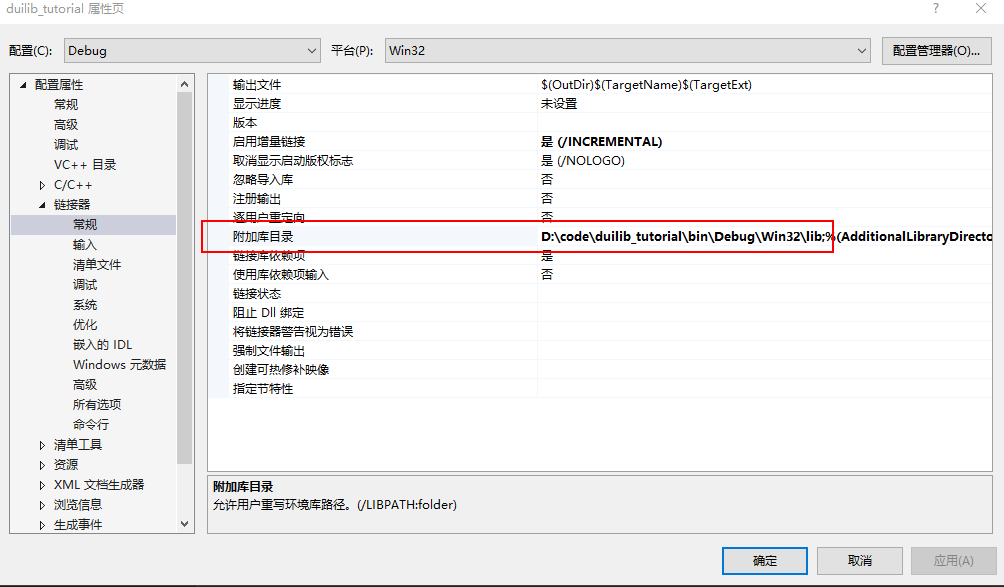 duilib_tutorial 属性页
配置(C): Debug 平台(P): Win32 配置管理器(O)...
配置属性
常规
高级
调试
VC++ 目录
C/C++
链接器
常规
输入
清单文件
调试
系统
优化
嵌入的 IDL
Windows 元数据
高级
所有选项
命令行
清单工具
资源
XML 文档生成器
浏览信息
生成事件
输出文件 $(OutDir)$(TargetName)$(TargetExt)
显示进度 未设置
版本
启用增量链接 是 (/INCREMENTAL)
取消显示启动版权标志 是 (/NOLOGO)
忽略导入库 否
注册输出 否
逐用户重定向 否
附加库目录 D:\code\duilib_tutorial\bin\Debug\Win32\lib;%(AdditionalLibraryDirecto
链接库依赖项 是
使用库依赖项输入 否
链接状态
阻止 Dll 绑定
将链接器警告视为错误
强制文件输出
创建可热修补映像
指定节特性
附加库目录
允许用户重写环境库路径。(/LIBPATH:folder)
确定 取消 应用(A)